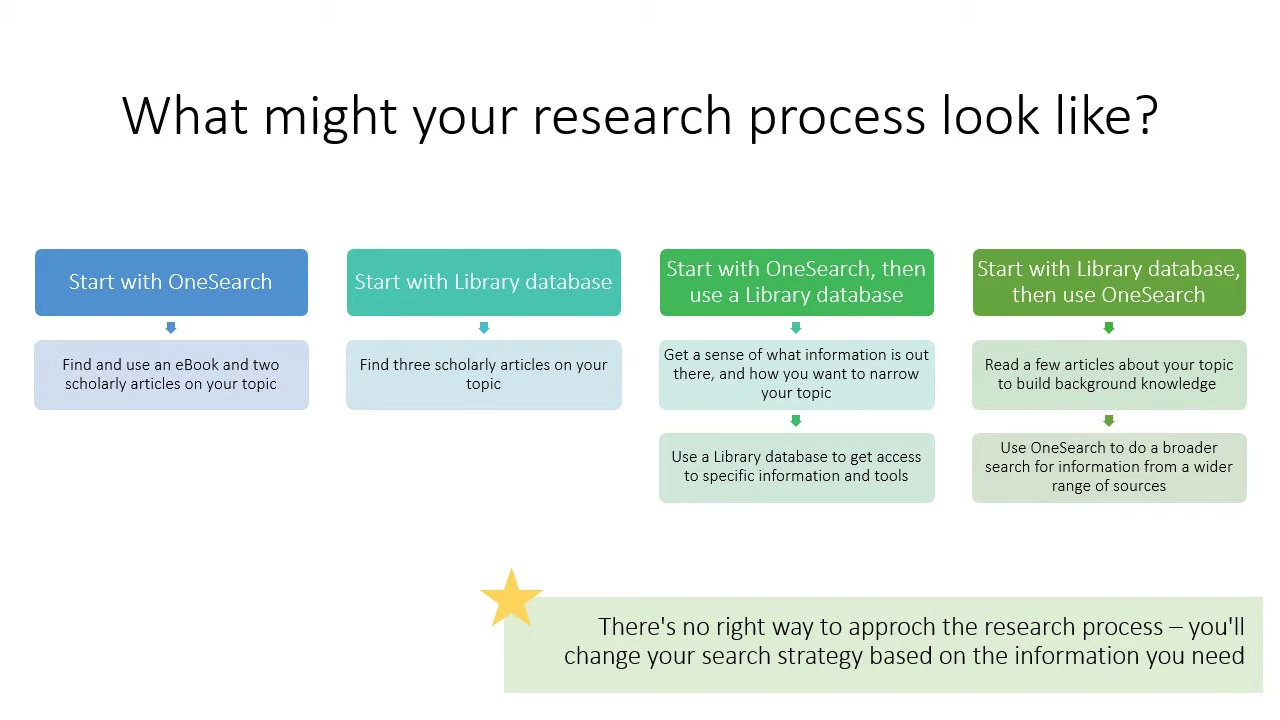 What might your research process look like?
Start with OneSearch
Find and use an eBook and two
scholarly articles on your topic
Start with Library database
Find three scholarly articles on your
topic
Start with OneSearch, then
use a Library database
Get a sense of what information is out
there, and how you want to narrow
your topic
Use a Library database to get access
to specific information and tools
Start with Library database,
then use OneSearch
Read a few articles about your topic
to build background knowledge
Use OneSearch to do a broader
search for information from a wider
range of sources
There's no right way to approch the research process – you'll
change your search strategy based on the information you need